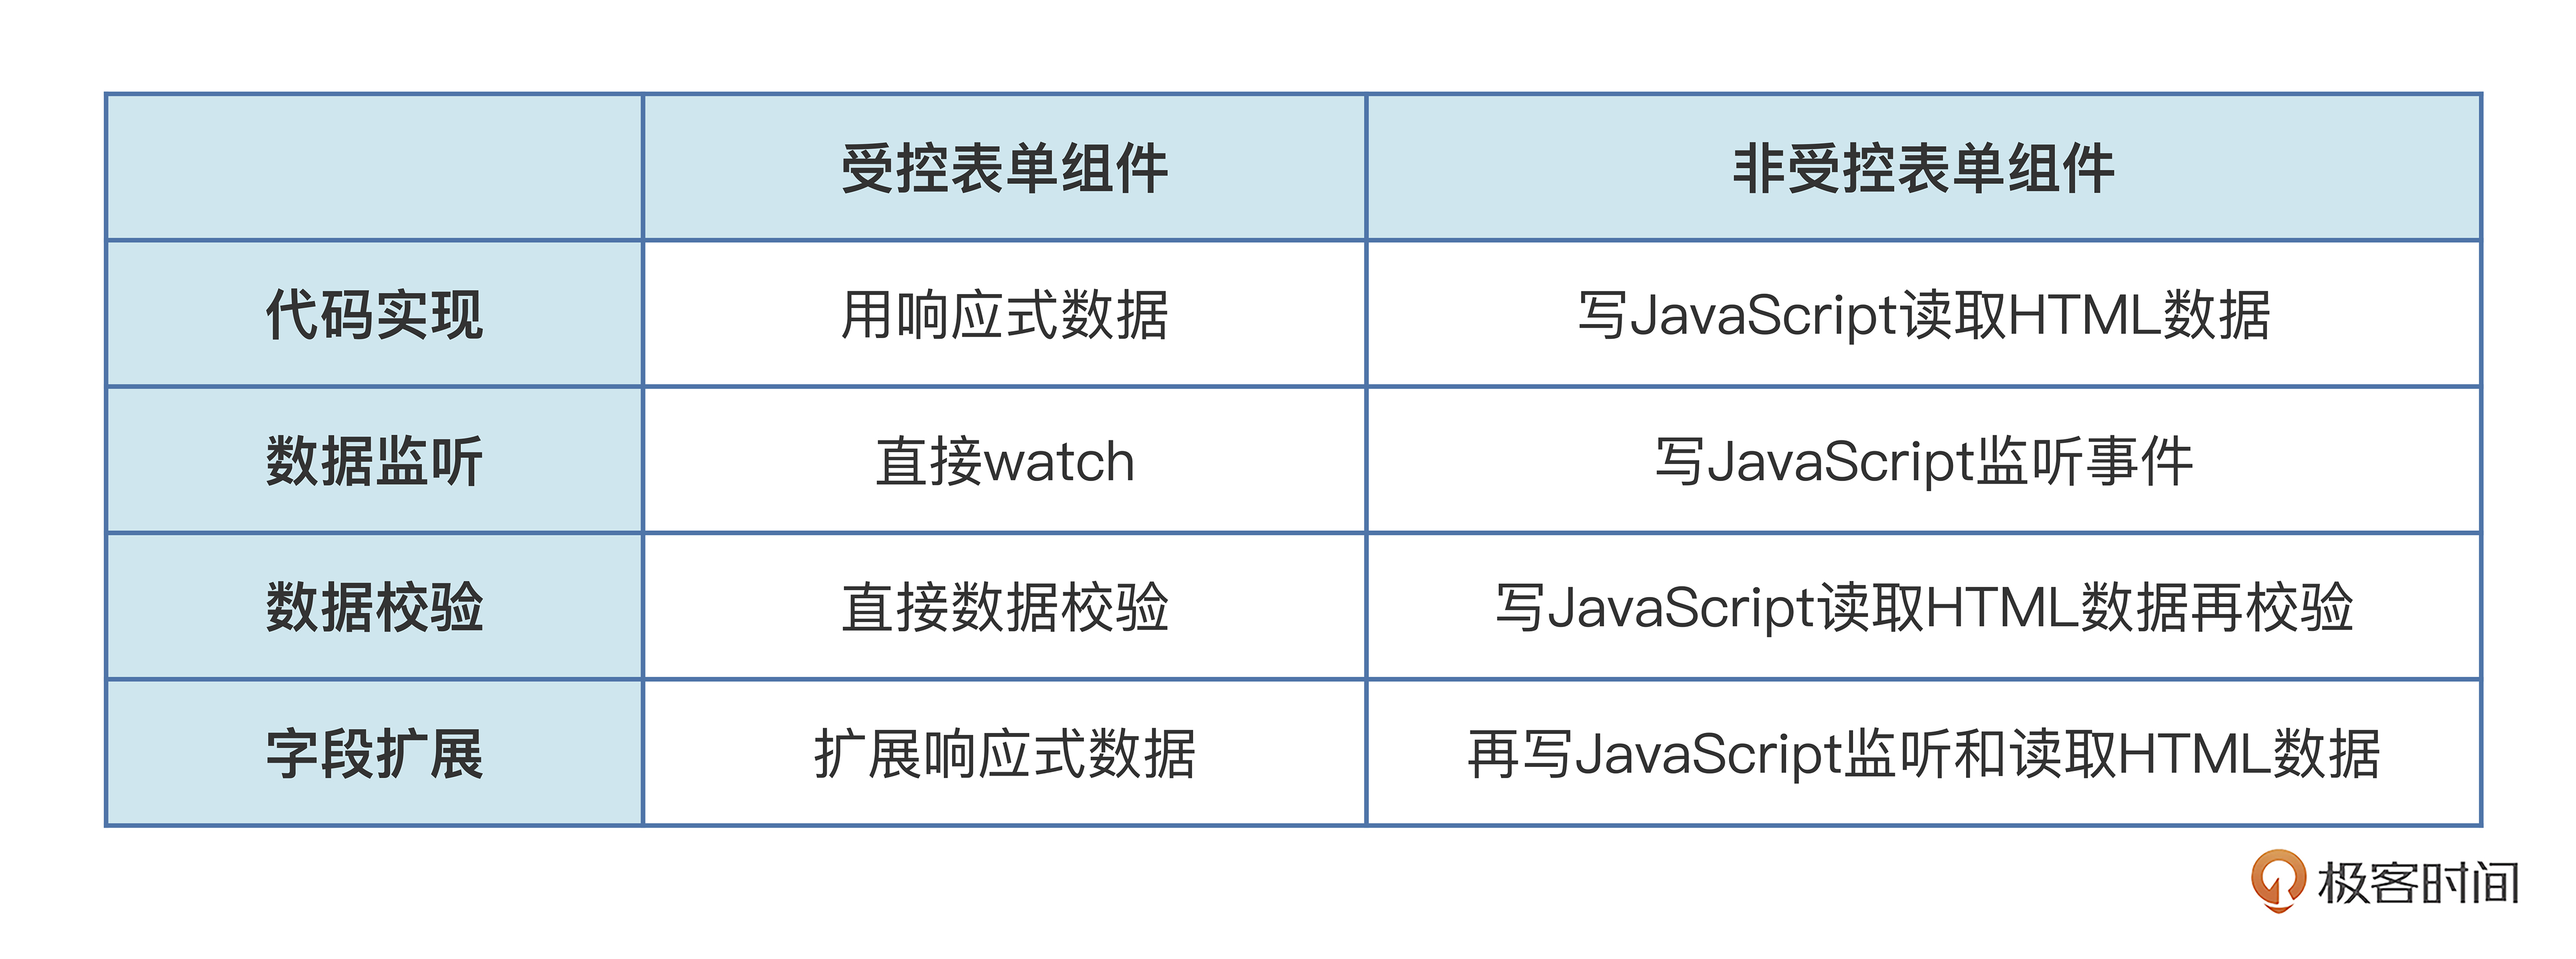 受控表单组件
非受控表单组件
代码实现
用响应式数据
写JavaScript读取HTML数据
数据监听
直接watch
写JavaScript监听事件
数据校验
直接数据校验
写JavaScript读取HTML数据再校验
字段扩展
扩展响应式数据
再写JavaScript监听和读取HTML数据
极客时间